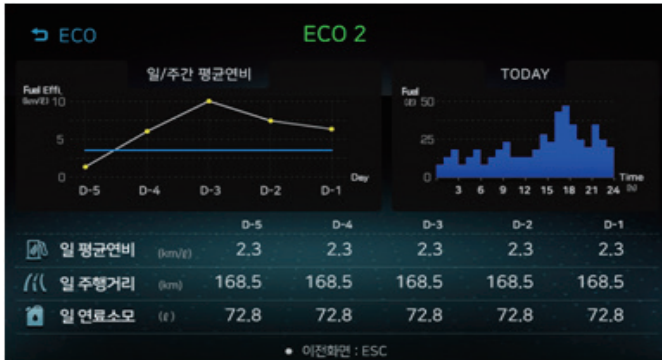 ECO
ECO 2
일/주간 평균연비
Fuel Effi.
(km/ℓ) 10
5
0
D-5 D-4 D-3 D-2 D-1
Day
TODAY
Fuel
(ℓ) 50
25
0
3 6 9 12 15 18 21 24
Time
(h)
D-5 D-4 D-3 D-2 D-1
일 평균연비 (km/ℓ) 2.3 2.3 2.3 2.3 2.3
일 주행거리 (km) 168.5 168.5 168.5 168.5 168.5
일 연료소모 (ℓ) 72.8 72.8 72.8 72.8 72.8
● 이전화면 : ESC